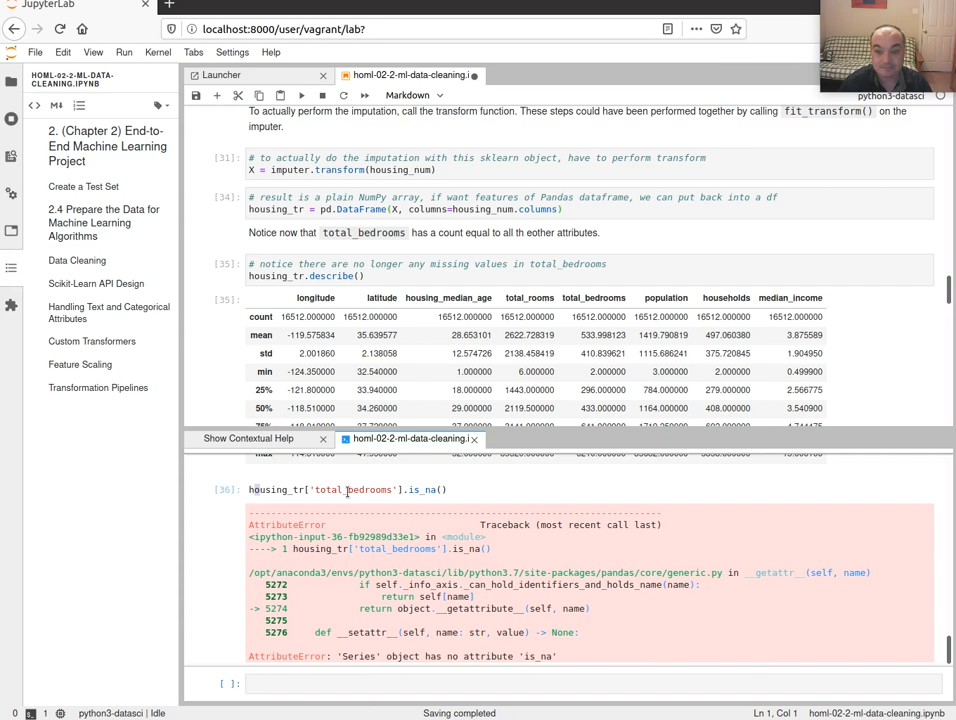 JupyterLab
localhost:8000/user/vagrant/lab?
File Edit View Run Kernel Tabs Settings Help
HOML-02-2-ML-DATA-
CLEANING.IPYNB
2. (Chapter 2) End-to-
End Machine Learning
Project
Create a Test Set
2.4 Prepare the Data for
Machine Learning
Algorithms
Data Cleaning
Scikit-Learn API Design
Handling Text and Categorical
Attributes
Custom Transformers
Feature Scaling
Transformation Pipelines
Launcher
homl-02-2-ml-data-cleaning.i
Markdown
python3-datasci
To actually perform the imputation, call the transform function. These steps could have been performed together by calling fit_transform() on the
imputer.
[31]: # to actually do the imputation with this sklearn object, have to perform transform
X = imputer.transform(housing_num)
[34]: # result is a plain NumPy array, if want features of Pandas dataframe, we can put back into a df
housing_tr = pd.DataFrame(X, columns=housing_num.columns)
Notice now that total_bedrooms has a count equal to all th eother attributes.
[35]: # notice there are no longer any missing values in total_bedrooms
housing_tr.describe()
[35]: longitude latitude housing_median_age total_rooms total_bedrooms population households median_income
count 16512.000000 16512.000000 16512.000000 16512.000000 16512.000000 16512.000000 16512.000000 16512.000000
mean -119.575834 35.639577 28.653101 2622.728319 533.998123 1419.790819 497.060380 3.875589
std 2.001860 2.138058 12.574726 2138.458419 410.839621 1115.686241 375.720845 1.904950
min -124.350000 32.540000 1.000000 6.000000 2.000000 3.000000 2.000000 0.499900
25% -121.800000 33.940000 18.000000 1443.000000 296.000000 784.000000 279.000000 2.566775
50% -118.510000 34.260000 29.000000 2119.500000 433.000000 1164.000000 408.000000 3.540900
Show Contextual Help
homl-02-2-ml-data-cleaning.i
[36]: housing_tr['total_bedrooms'].is_na()
---------------------------------------------------------------------------
AttributeError Traceback (most recent call last)
<ipython-input-36-fb92989d33e1> in <module>
----> 1 housing_tr['total_bedrooms'].is_na()
/opt/anaconda3/envs/python3-datasci/lib/python3.7/site-packages/pandas/core/generic.py in __getattr__(self, name)
5272 if self._info_axis._can_hold_identifiers_and_holds_name(name):
5273 return self[name]
-> 5274 return object.__getattribute__(self, name)
5275
5276 def __setattr__(self, name: str, value) -> None:
AttributeError: 'Series' object has no attribute 'is_na'
[ ]:
0 1 python3-datasci | Idle Saving completed Ln 1, Col 1 homl-02-2-ml-data-cleaning.ipynb